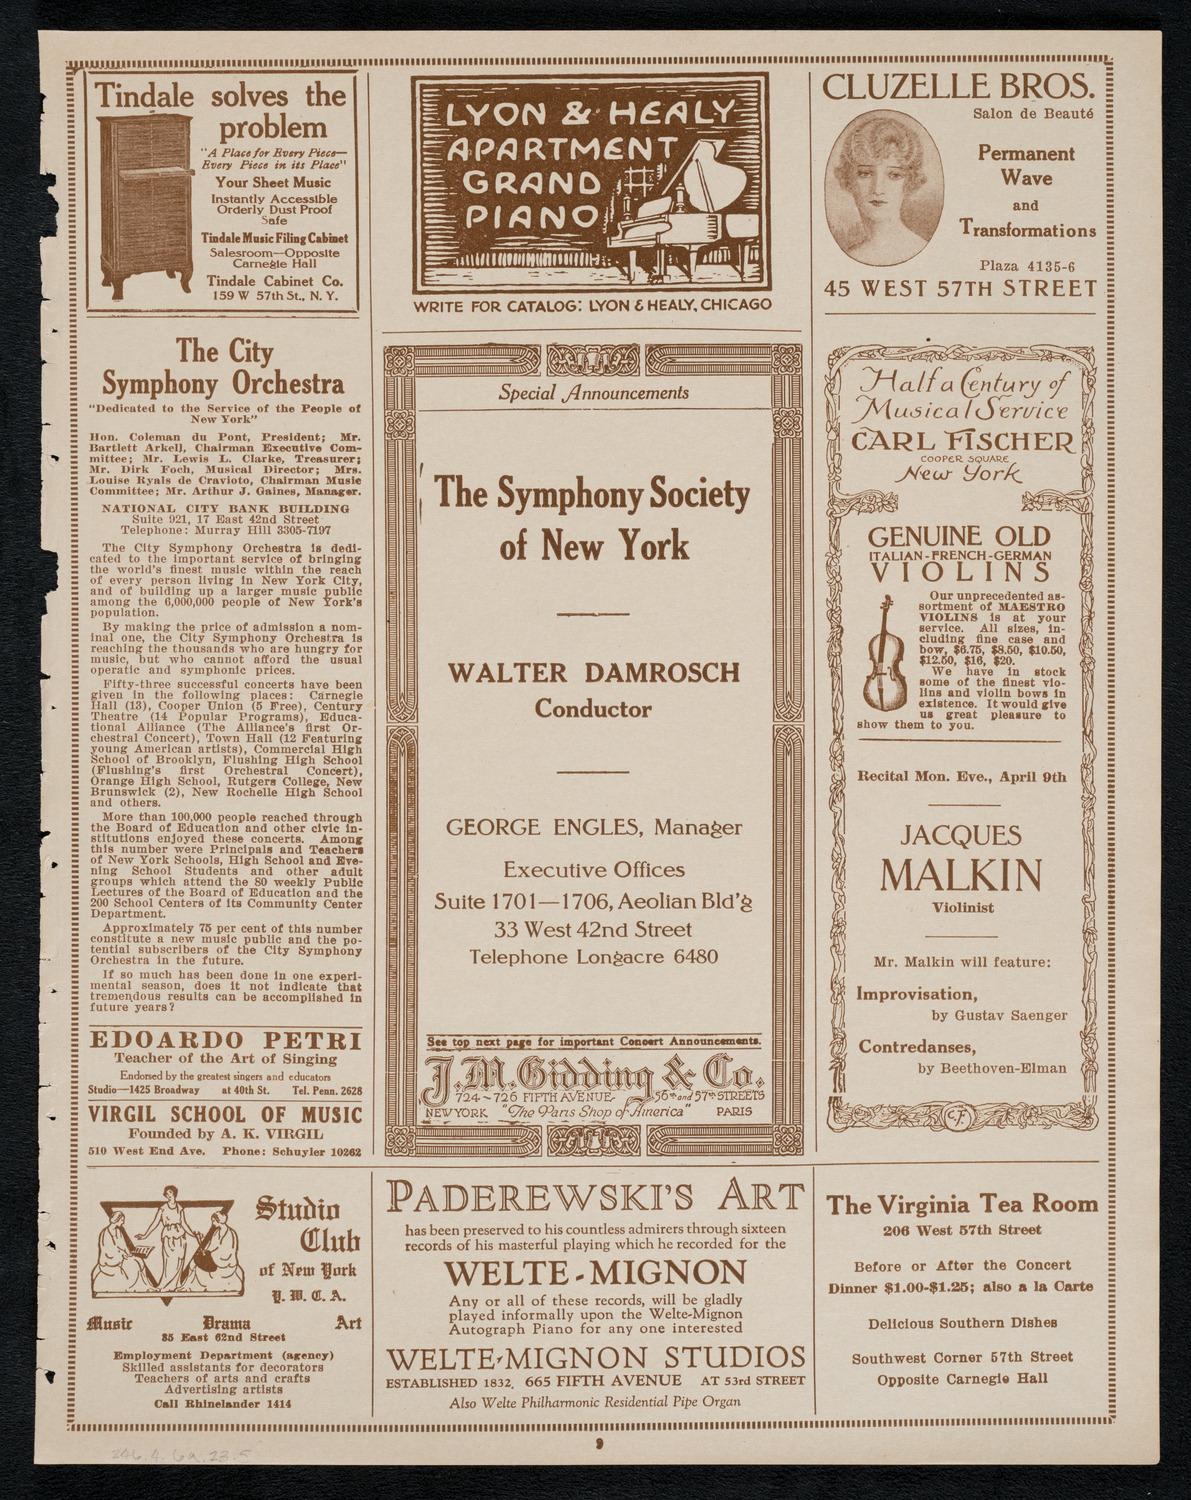 Tindale solves the
problem
"A Place for Every Piece—
Every Piece in its Place"
Your Sheet Music
Instantly Accessible
Orderly Dust Proof
Safe
Tindale Music Filing Cabinet
Salesroom—Opposite
Carnegie Hall
Tindale Cabinet Co.
159 W 57th St., N. Y.
The City
Symphony Orchestra
"Dedicated to the Service of the People of
New York"
Hon. Coleman du Pont, President; Mr.
Bartlett Arkell, Chairman Executive Com-
mittee; Mr. Lewis L. Clarke, Treasurer;
Mr. Dirk Foch, Musical Director; Mrs.
Louise Ryals de Cravioto, Chairman Music
Committee; Mr. Arthur J. Gaines, Manager.
NATIONAL CITY BANK BUILDING
Suite 921, 17 East 42nd Street
Telephone: Murray Hill 3305-7197
The City Symphony Orchestra is dedi-
cated to the important service of bringing
the world's finest music within the reach
of every person living in New York City,
and of building up a larger music public
among the 6,000,000 people of New York's
population.
By making the price of admission a nom-
inal one, the City Symphony Orchestra is
reaching the thousands who are hungry for
music, but who cannot afford the usual
operatic and symphonic prices.
Fifty-three successful concerts have been
given in the following places: Carnegie
Hall (13), Cooper Union (5 Free), Century
Theatre (14 Popular Programs), Educa-
tional Alliance (The Alliance's first Or-
chestral Concert), Town Hall (12 Featuring
young American artists), Commercial High
School of Brooklyn, Flushing High School
(Flushing's first Orchestral Concert),
Orange High School, Rutgers College, New
Brunswick (2), New Rochelle High School
and others.
More than 100,000 people reached through
the Board of Education and other civic in-
stitutions enjoyed these concerts. Among
this number were Principals and Teachers
of New York Schools, High School and Eve-
ning School Students and other adult
groups which attend the 80 weekly Public
Lectures of the Board of Education and the
200 School Centers of its Community Center
Department.
Approximately 75 per cent of this number
constitute a new music public and the po-
tential subscribers of the City Symphony
Orchestra in the future.
If so much has been done in one experi-
mental season, does it not indicate that
tremendous results can be accomplished in
future years?
EDOARDO PETRI
Teacher of the Art of Singing
Endorsed by the greatest singers and educators
Studio—1425 Broadway at 40th St. Tel. Penn. 2628
VIRGIL SCHOOL OF MUSIC
Founded by A. K. VIRGIL
510 West End Ave. Phone: Schuyler 10262
Studio
Club
of New York
Y. W. C. A.
Music Drama Art
35 East 62nd Street
Employment Department (agency)
Skilled assistants for decorators
Teachers of arts and crafts
Advertising artists
Call Rhinelander 1414
LYON & HEALY
APARTMENT
GRAND
PIANO
WRITE FOR CATALOG: LYON & HEALY, CHICAGO
Special Announcements
The Symphony Society
of New York
WALTER DAMROSCH
Conductor
GEORGE ENGLES, Manager
Executive Offices
Suite 1701—1706, Aeolian Bld'g
33 West 42nd Street
Telephone Longacre 6480
See top next page for important Concert Announcements.
J.M. Gidding & Co.
724~726 FIFTH AVENUE- 56th and 57th STREETS
NEW YORK "The Paris Shop of America" PARIS
PADEREWSKI'S ART
has been preserved to his countless admirers through sixteen
records of his masterful playing which he recorded for the
WELTE-MIGNON
Any or all of these records, will be gladly
played informally upon the Welte-Mignon
Autograph Piano for any one interested
WELTE-MIGNON STUDIOS
ESTABLISHED 1832, 665 FIFTH AVENUE AT 53rd STREET
Also Welte Philharmonic Residential Pipe Organ
CLUZELLE BROS.
Salon de Beauté
Permanent
Wave
and
Transformations
Plaza 4135-6
45 WEST 57TH STREET
Half a Century of
Musical Service
CARL FISCHER
COOPER SQUARE
New York
GENUINE OLD
ITALIAN-FRENCH-GERMAN
VIOLINS
Our unprecedented as-
sortment of MAESTRO
VIOLINS is at your
service. All sizes, in-
cluding fine case and
bow, $6.75, $8.50, $10.50,
$12.50, $16, $20.
We have in stock
some of the finest vio-
lins and violin bows in
existence. It would give
us great pleasure to
show them to you.
Recital Mon. Eve., April 9th
JACQUES
MALKIN
Violinist
Mr. Malkin will feature:
Improvisation,
by Gustav Saenger
Contredanses,
by Beethoven-Elman
C.F.
The Virginia Tea Room
206 West 57th Street
Before or After the Concert
Dinner $1.00-$1.25; also a la Carte
Delicious Southern Dishes
Southwest Corner 57th Street
Opposite Carnegie Hall
9